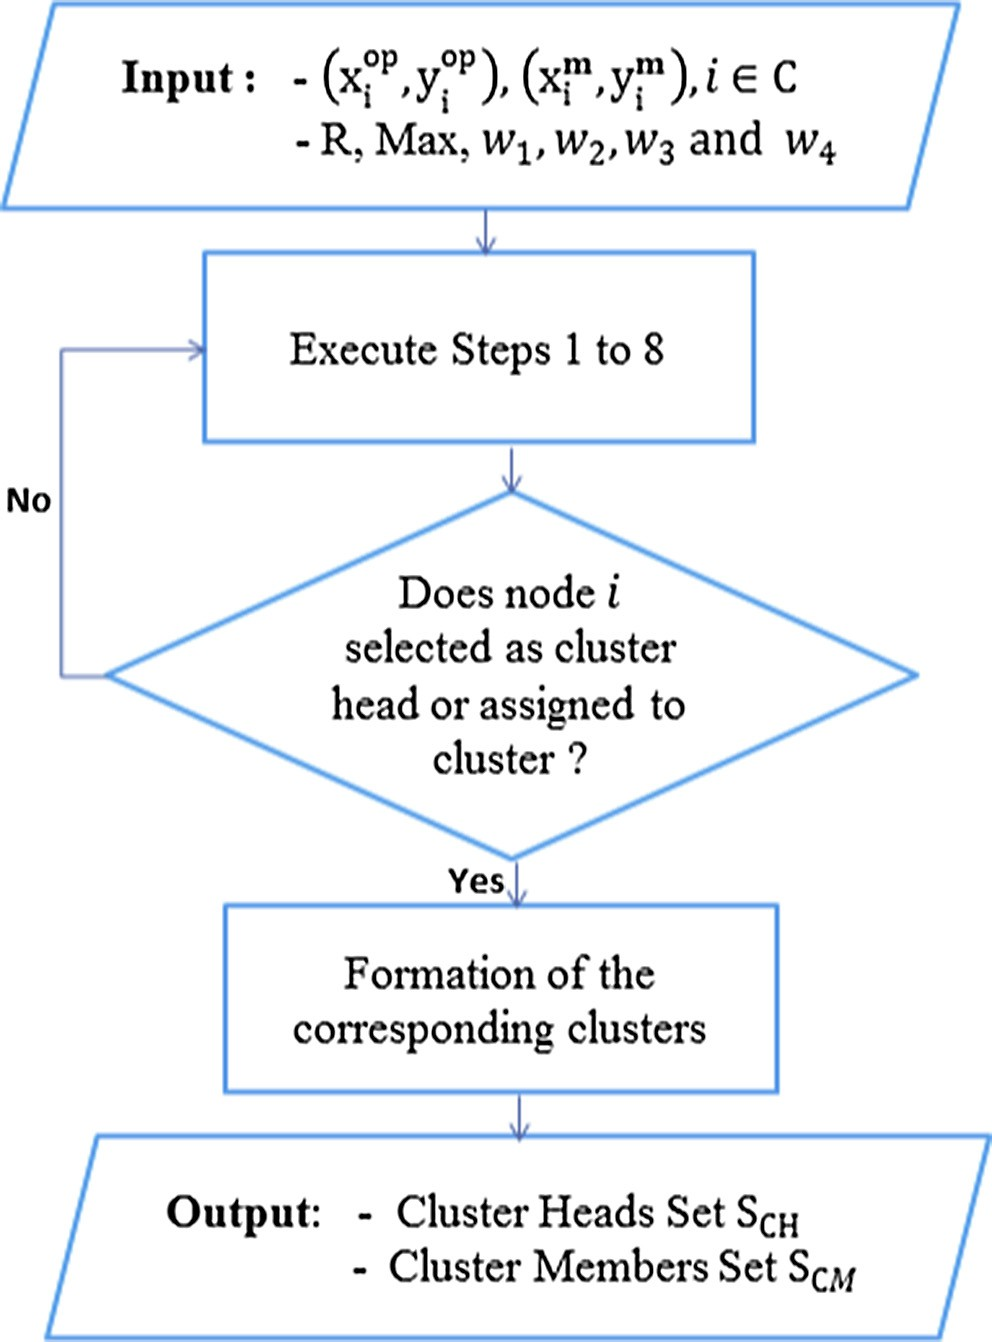 Input : - (x_i^op, y_i^op), (x_i^m, y_i^m), i ∈ C
- R, Max, w₁, w₂, w₃ and w₄
Execute Steps 1 to 8
No
Does node i
selected as cluster
head or assigned to
cluster ?
Yes
Formation of the
corresponding clusters
Output: - Cluster Heads Set S_CH
- Cluster Members Set S_CM